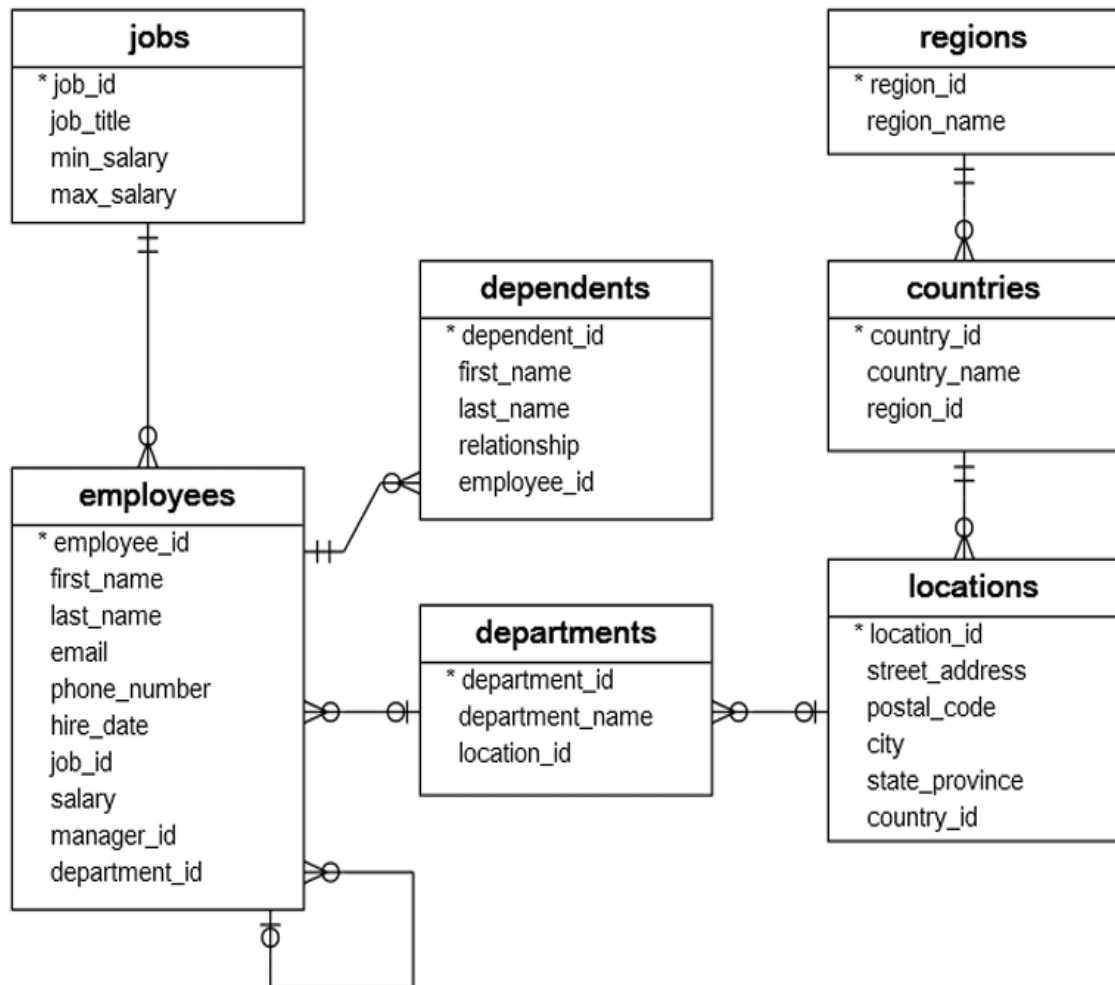 jobs
* job_id
job_title
min_salary
max_salary
regions
* region_id
region_name
dependents
* dependent_id
first_name
last_name
relationship
employee_id
countries
* country_id
country_name
region_id
employees
* employee_id
first_name
last_name
email
phone_number
hire_date
job_id
salary
manager_id
department_id
departments
* department_id
department_name
location_id
locations
* location_id
street_address
postal_code
city
state_province
country_id